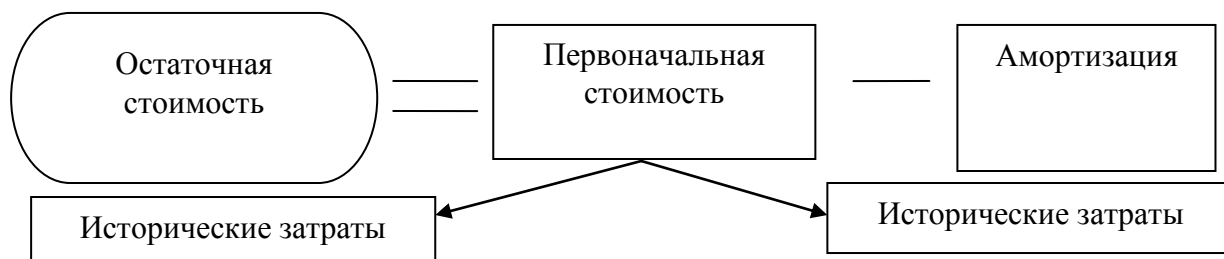 Остаточная
стоимость
Первоначальная
стоимость
Амортизация
Исторические затраты
Исторические затраты